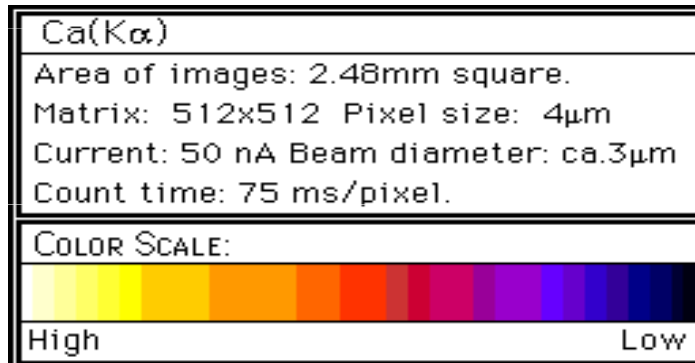 Ca(Kα)
Area of images: 2.48mm square.
Matrix: 512x512 Pixel size: 4µm
Current: 50 nA Beam diameter: ca.3µm
Count time: 75 ms/pixel.
COLOR SCALE:
High Low